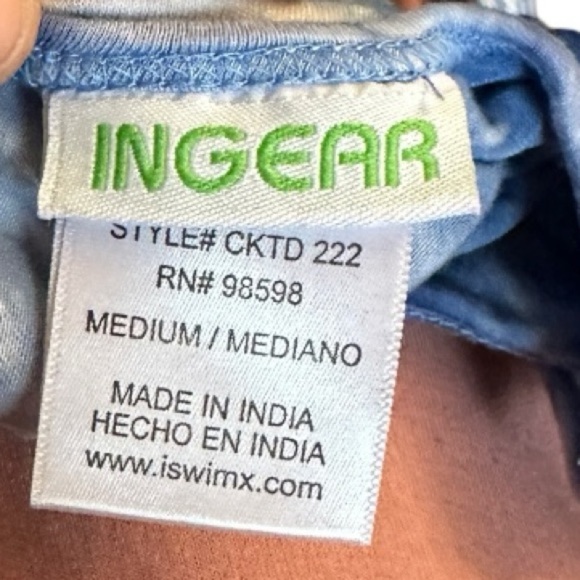 INGEAR
STYLE# CKTD 222
RN# 98598
MEDIUM / MEDIANO
MADE IN INDIA
HECHO EN INDIA
www.iswimx.com